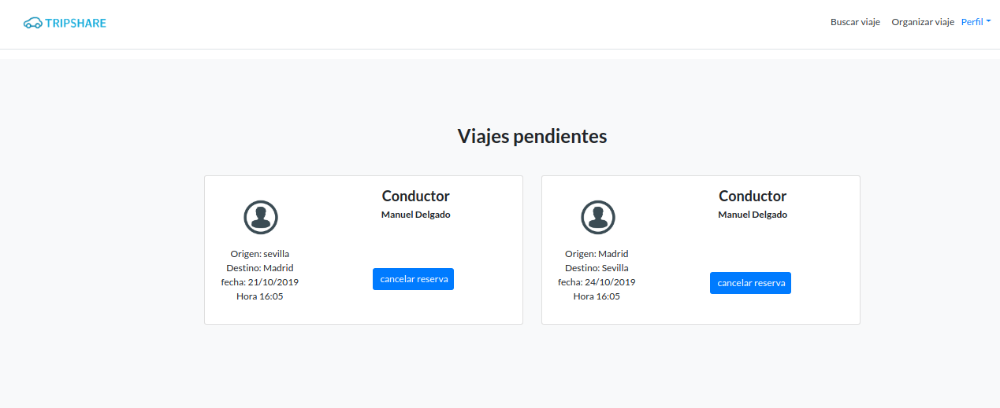 TRIPSHARE
Buscar viaje Organizar viaje Perfil
Viajes pendientes
Conductor
Manuel Delgado
Origen: sevilla
Destino: Madrid
fecha: 21/10/2019
Hora 16:05
cancelar reserva
Conductor
Manuel Delgado
Origen: Madrid
Destino: Sevilla
fecha: 24/10/2019
Hora 16:05
cancelar reserva